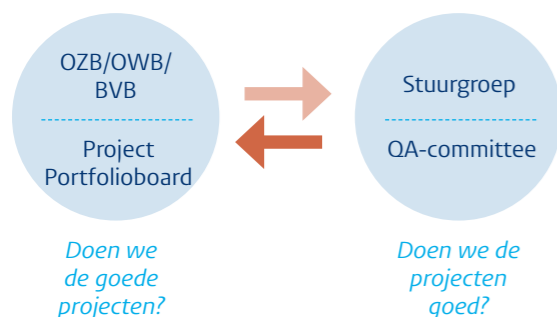 OZB/OWB/
BVB
Project
Portfolioboard
Stuurgroep
QA-committee
Doen we
de goede
projecten?
Doen we de
projecten
goed?